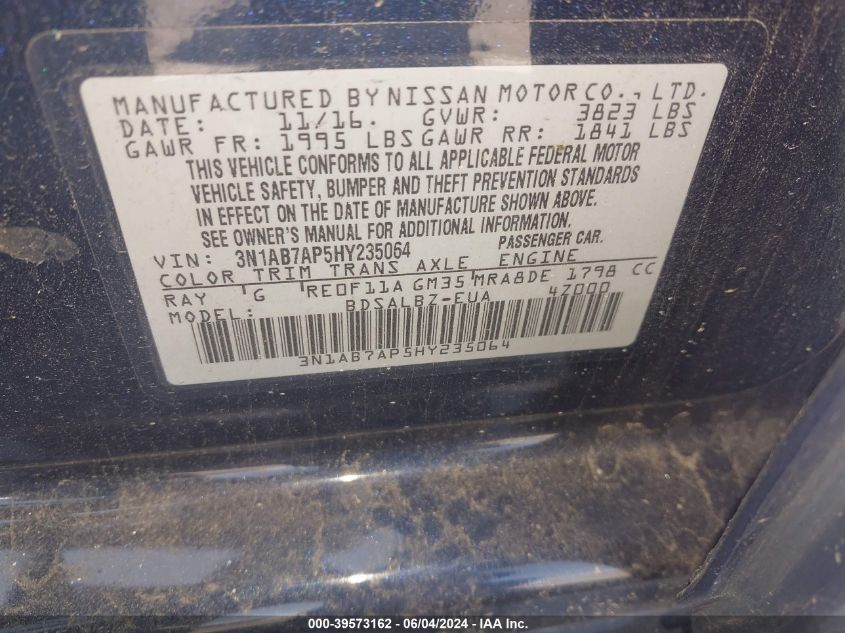 MANUFACTURED BY NISSAN MOTOR CO., LTD.
DATE: 11/16. GVWR: 3823 LBS
GAWR FR: 1995 LBS GAWR RR: 1841 LBS
THIS VEHICLE CONFORMS TO ALL APPLICABLE FEDERAL MOTOR
VEHICLE SAFETY, BUMPER AND THEFT PREVENTION STANDARDS
IN EFFECT ON THE DATE OF MANUFACTURE SHOWN ABOVE.
SEE OWNER'S MANUAL FOR ADDITIONAL INFORMATION.
VIN: 3N1AB7AP5HY235064 PASSENGER CAR.
COLOR TRIM TRANS AXLE ENGINE
RAY G RE0F11A GM35 MRA8DE 1798 CC
MODEL: BDSALBZ-EUA 4Z000
3N1AB7AP5HY235064
000-39573162 - 06/04/2024 - IAA Inc.